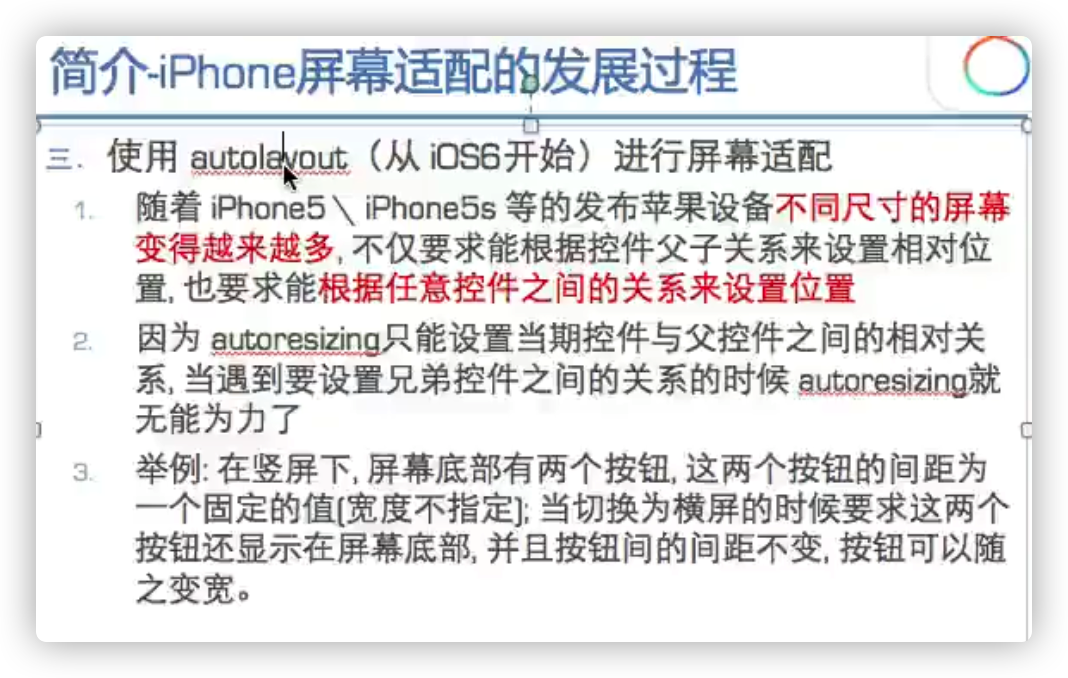 简介-iPhone屏幕适配的发展过程
三. 使用 autolayout（从 iOS6开始）进行屏幕适配
1. 随着 iPhone5 \ iPhone5s 等的发布苹果设备不同尺寸的屏幕
变得越来越多, 不仅要求能根据控件父子关系来设置相对位
置, 也要求能根据任意控件之间的关系来设置位置
2. 因为 autoresizing只能设置当期控件与父控件之间的相对关
系, 当遇到要设置兄弟控件之间的关系的时候 autoresizing就
无能为力了
3. 举例: 在竖屏下, 屏幕底部有两个按钮, 这两个按钮的间距为
一个固定的值(宽度不指定); 当切换为横屏的时候要求这两个
按钮还显示在屏幕底部, 并且按钮间的间距不变, 按钮可以随
之变宽。